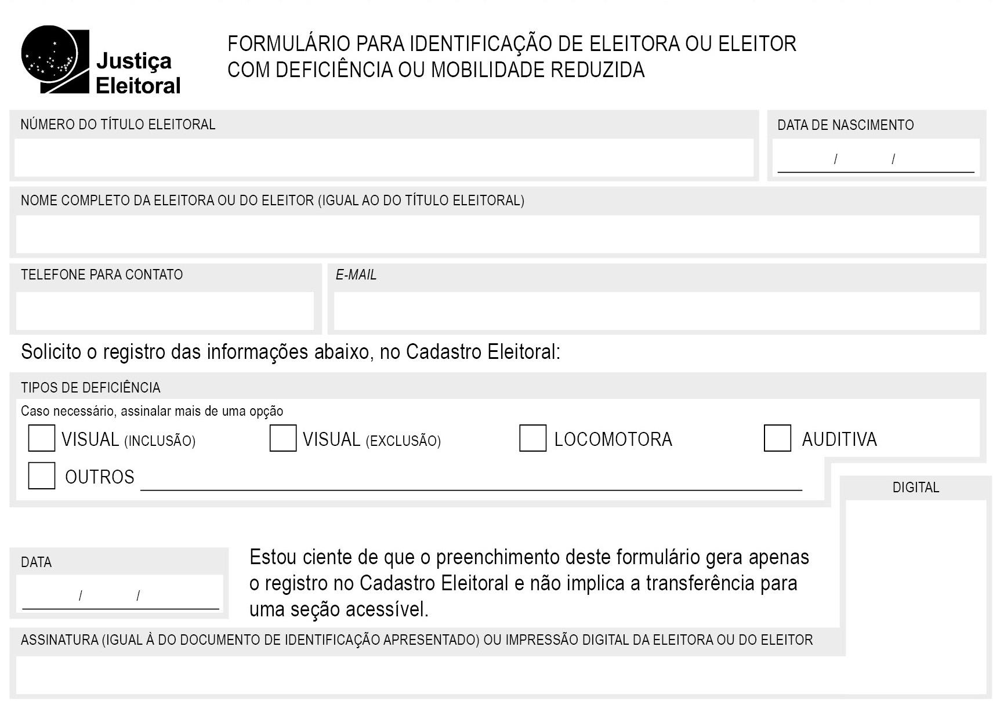 Justiça
Eleitoral
FORMULÁRIO PARA IDENTIFICAÇÃO DE ELEITORA OU ELEITOR
COM DEFICIÊNCIA OU MOBILIDADE REDUZIDA
NÚMERO DO TÍTULO ELEITORAL
DATA DE NASCIMENTO
/ /
NOME COMPLETO DA ELEITORA OU DO ELEITOR (IGUAL AO DO TÍTULO ELEITORAL)
TELEFONE PARA CONTATO
E-MAIL
Solicito o registro das informações abaixo, no Cadastro Eleitoral:
TIPOS DE DEFICIÊNCIA
Caso necessário, assinalar mais de uma opção
VISUAL (INCLUSÃO) VISUAL (EXCLUSÃO) LOCOMOTORA AUDITIVA
OUTROS
DIGITAL
DATA
/ /
Estou ciente de que o preenchimento deste formulário gera apenas
o registro no Cadastro Eleitoral e não implica a transferência para
uma seção acessível.
ASSINATURA (IGUAL À DO DOCUMENTO DE IDENTIFICAÇÃO APRESENTADO) OU IMPRESSÃO DIGITAL DA ELEITORA OU DO ELEITOR